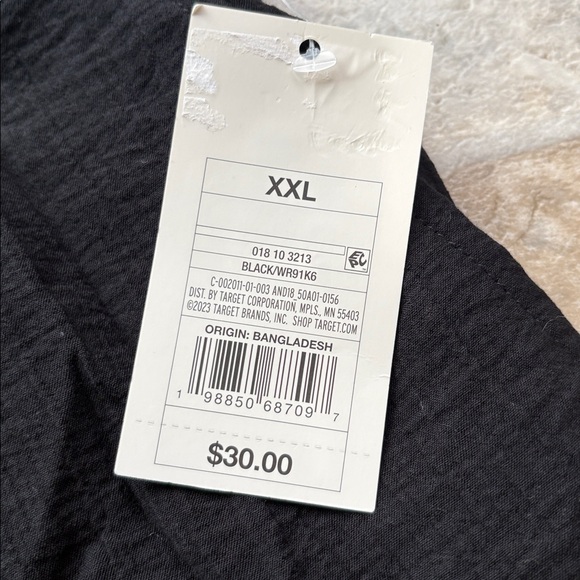 XXL
018 10 3213
BLACK/WR91K6
C-002011-01-003 AND18_50A01-0156
DIST. BY TARGET CORPORATION, MPLS., MN 55403
©2023 TARGET BRANDS, INC. SHOP TARGET.COM
ORIGIN: BANGLADESH
1 98850 68709 7
$30.00